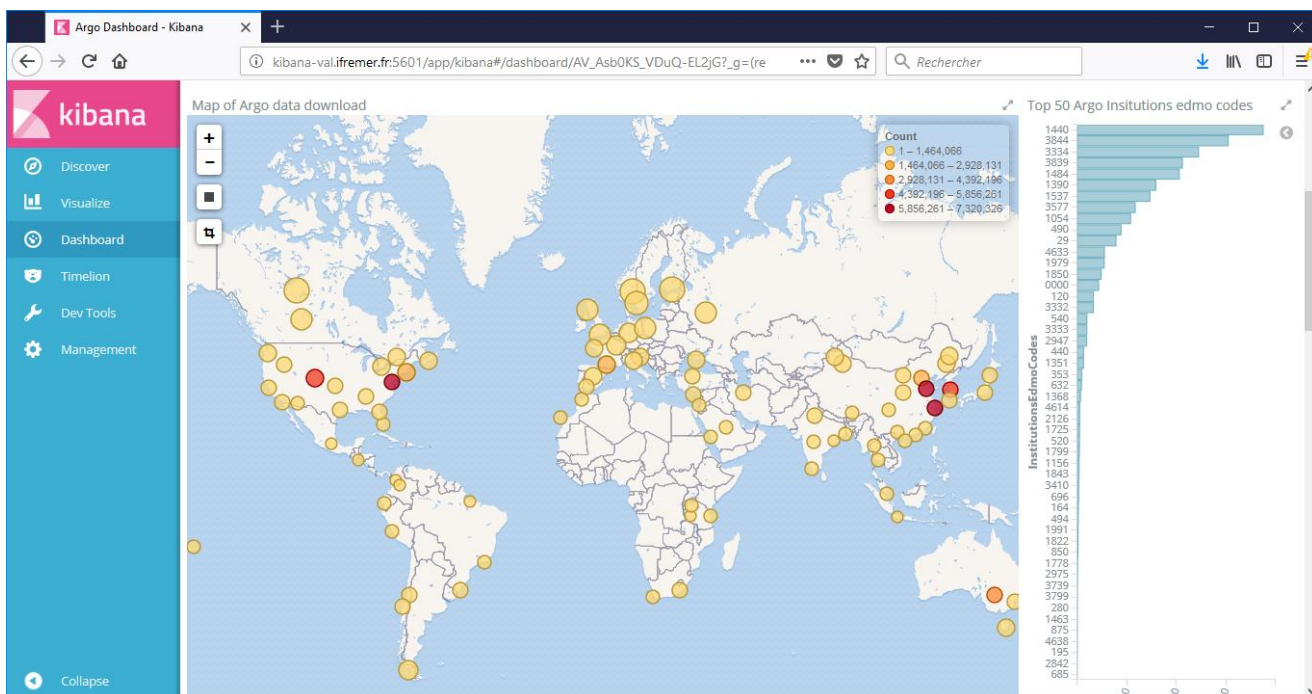 Argo Dashboard - Kibana
kibana-val.ifremer.fr:5601/app/kibana#/dashboard/AV_Asb0KS_VDuQ-EL2jG?_g=(re
Rechercher
kibana
Discover
Visualize
Dashboard
Timelion
Dev Tools
Management
Collapse
Map of Argo data download
+
−
Count
1 – 1,464,066
1,464,066 – 2,928,131
2,928,131 – 4,392,196
4,392,196 – 5,856,261
5,856,261 – 7,320,326
Top 50 Argo Insitutions edmo codes
InstitutionsEdmoCodes
1440
3844
3334
3839
1484
1390
1537
3577
1054
490
29
4633
1979
1850
0000
120
3332
540
3333
2947
440
1351
353
632
1368
4614
2126
1725
520
1799
1156
1843
3410
696
164
494
1991
1822
850
1778
2975
3739
3799
280
1463
875
4638
195
2842
685